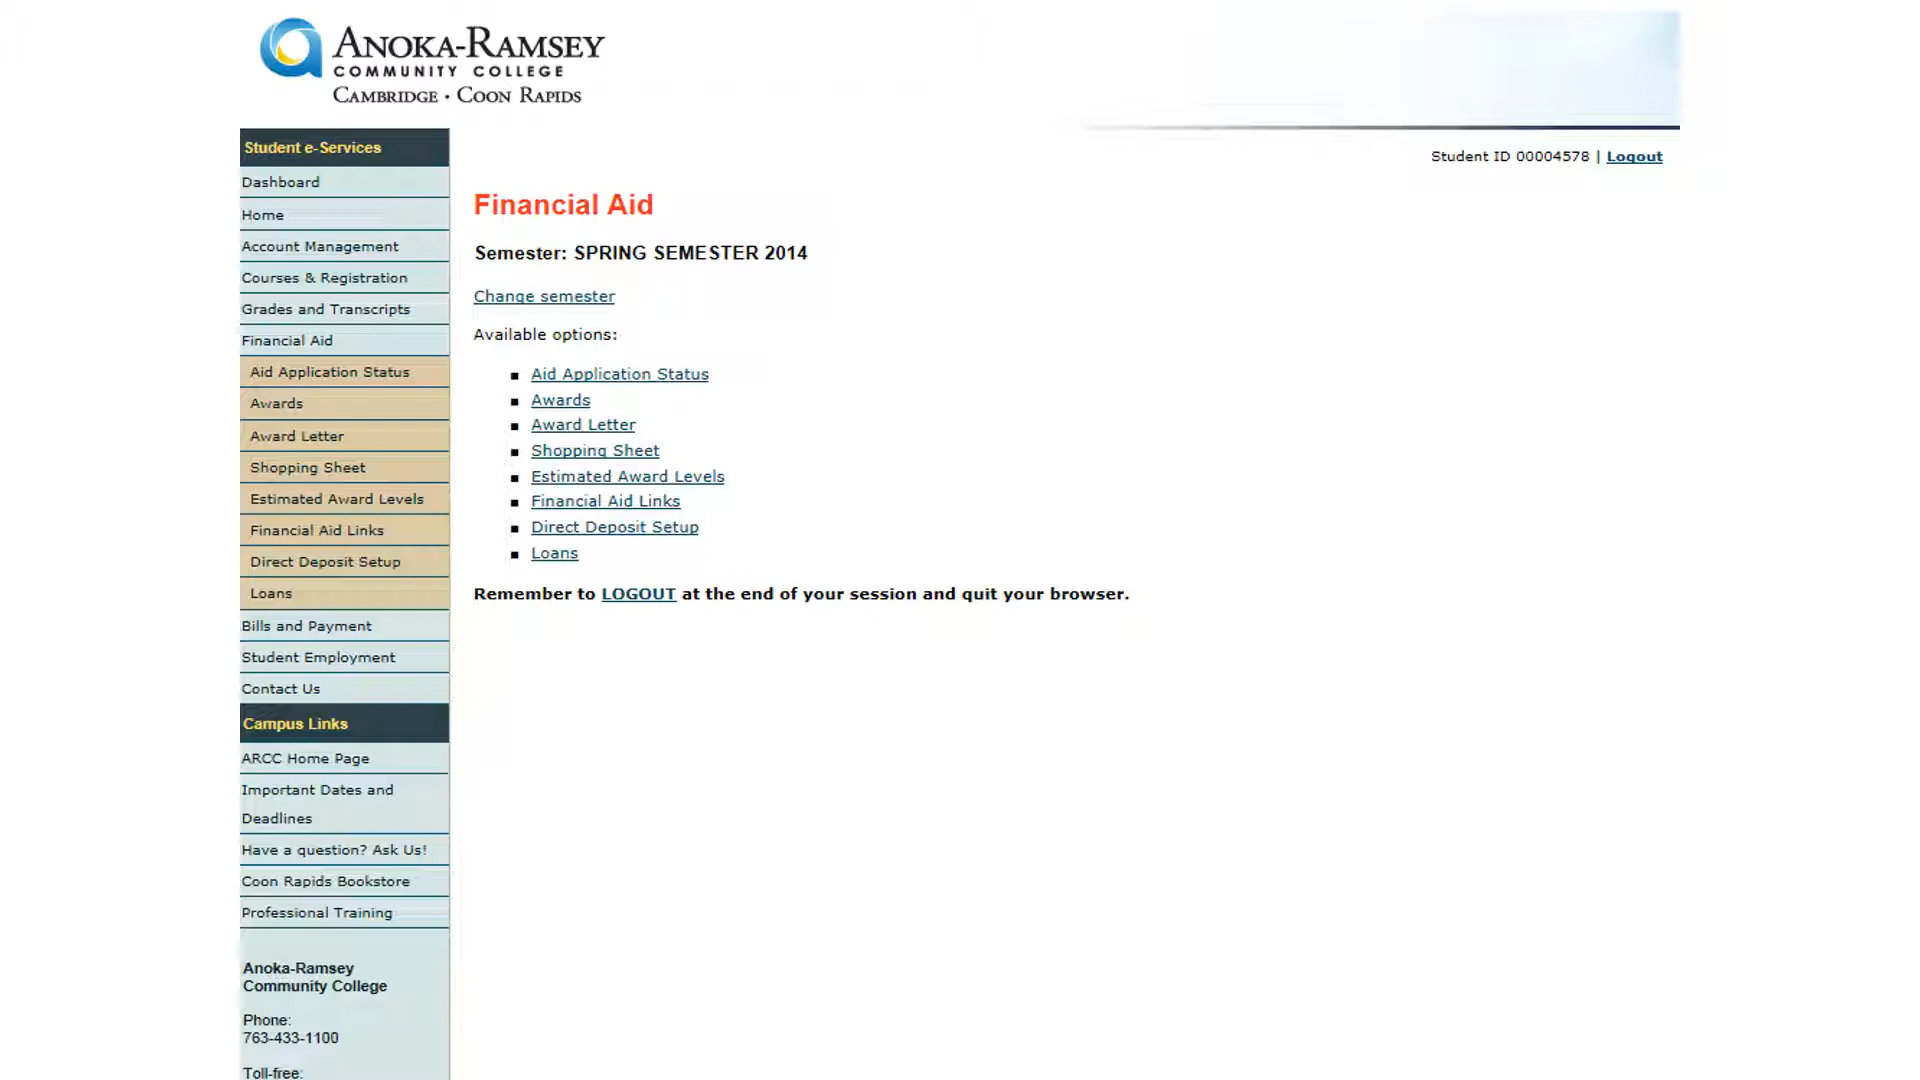 ANOKA-RAMSEY
COMMUNITY COLLEGE
CAMBRIDGE • COON RAPIDS
Student e-Services
Dashboard
Home
Account Management
Courses & Registration
Grades and Transcripts
Financial Aid
Aid Application Status
Awards
Award Letter
Shopping Sheet
Estimated Award Levels
Financial Aid Links
Direct Deposit Setup
Loans
Bills and Payment
Student Employment
Contact Us
Campus Links
ARCC Home Page
Important Dates and
Deadlines
Have a question? Ask Us!
Coon Rapids Bookstore
Professional Training
Anoka-Ramsey
Community College
Phone:
763-433-1100
Toll-free:
Student ID 00004578 | Logout
Financial Aid
Semester: SPRING SEMESTER 2014
Change semester
Available options:
Aid Application Status
Awards
Award Letter
Shopping Sheet
Estimated Award Levels
Financial Aid Links
Direct Deposit Setup
Loans
Remember to LOGOUT at the end of your session and quit your browser.